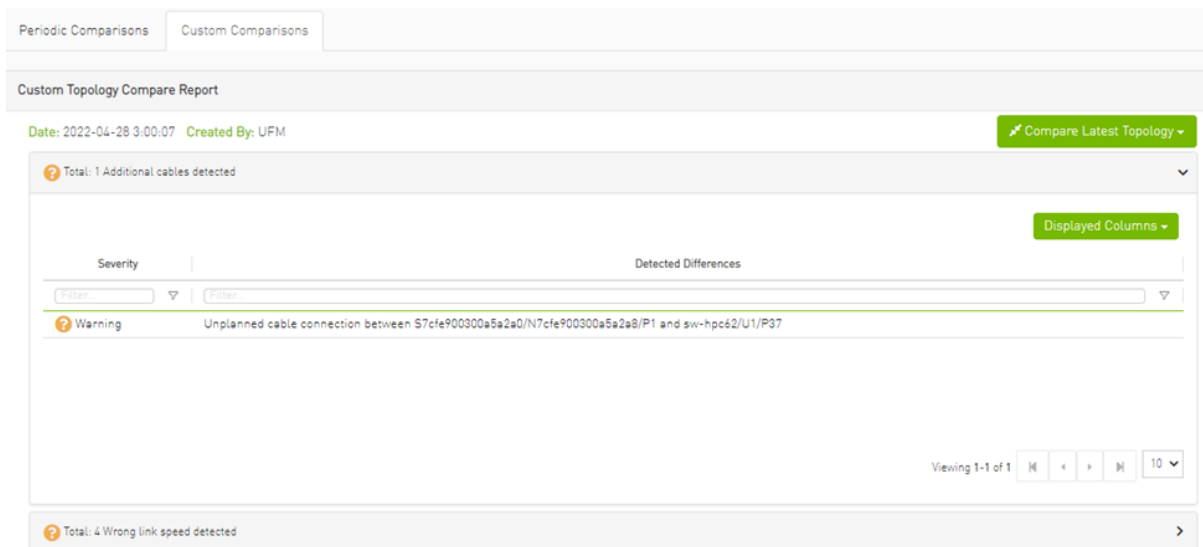 Periodic Comparisons Custom Comparisons
Custom Topology Compare Report
Date: 2022-04-28 3:00:07 Created By: UFM
Compare Latest Topology
Total: 1 Additional cables detected
Displayed Columns
Severity Detected Differences
Filter... Filter...
Warning Unplanned cable connection between S7cfe900300a5a2a0/N7cfe900300a5a2a8/P1 and sw-hpc62/U1/P37
Viewing 1-1 of 1 10
Total: 4 Wrong link speed detected